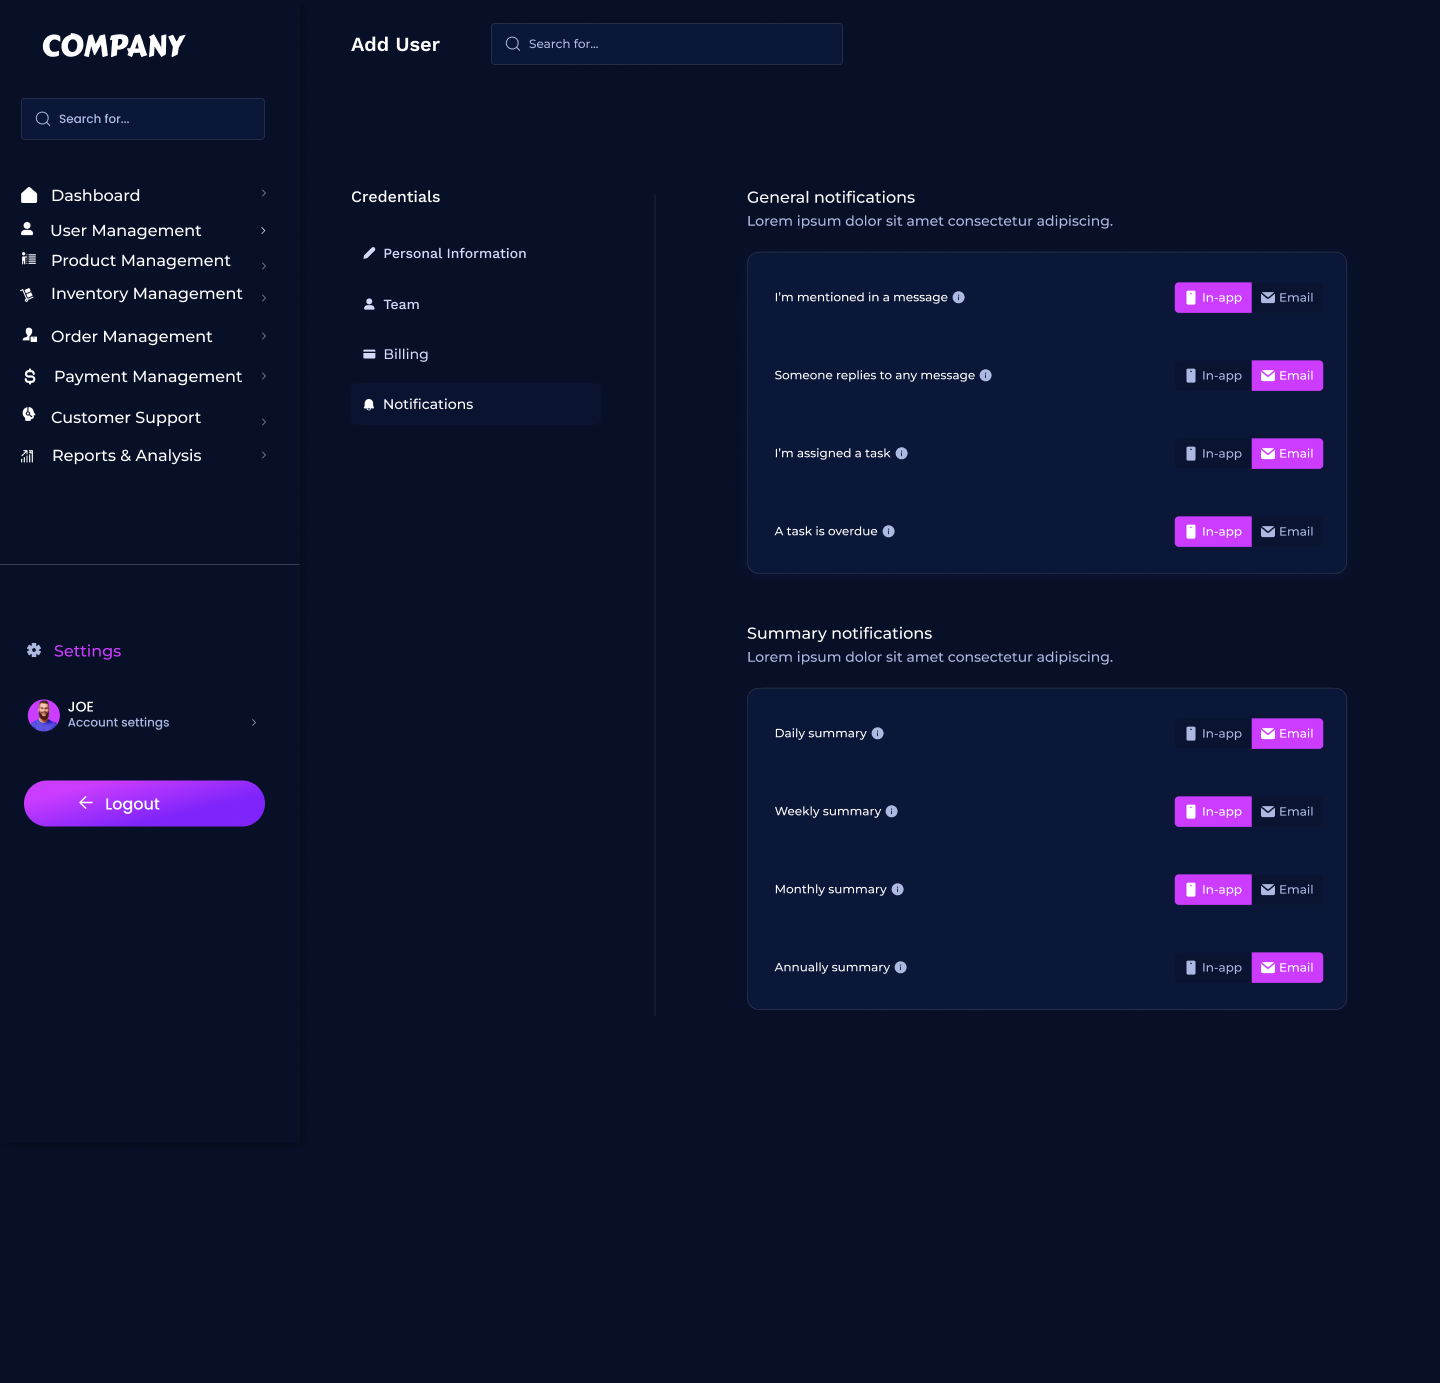 COMPANY
Search for...
Dashboard
User Management
Product Management
Inventory Management
Order Management
Payment Management
Customer Support
Reports & Analysis
Settings
JOE
Account settings
Logout
Add User
Search for...
Credentials
Personal Information
Team
Billing
Notifications
General notifications
Lorem ipsum dolor sit amet consectetur adipiscing.
I'm mentioned in a message In-app Email
Someone replies to any message In-app Email
I'm assigned a task In-app Email
A task is overdue In-app Email
Summary notifications
Lorem ipsum dolor sit amet consectetur adipiscing.
Daily summary In-app Email
Weekly summary In-app Email
Monthly summary In-app Email
Annually summary In-app Email